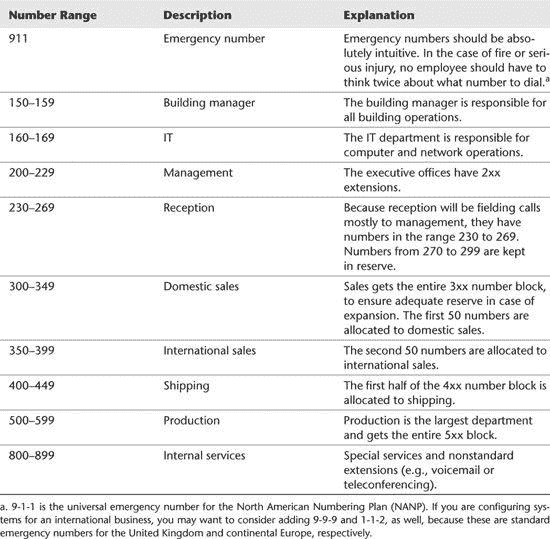 Number Range Description Explanation
911 Emergency number Emergency numbers should be abso-
lutely intuitive. In the case of fire or seri-
ous injury, no employee should have to
think twice about what number to dial.a
150–159 Building manager The building manager is responsible for
all building operations.
160–169 IT The IT department is responsible for
computer and network operations.
200–229 Management The executive offices have 2xx
extensions.
230–269 Reception Because reception will be fielding calls
mostly to management, they have
numbers in the range 230 to 269.
Numbers from 270 to 299 are kept
in reserve.
300–349 Domestic sales Sales gets the entire 3xx number block,
to ensure adequate reserve in case of
expansion. The first 50 numbers are
allocated to domestic sales.
350–399 International sales The second 50 numbers are allocated to
international sales.
400–449 Shipping The first half of the 4xx number block is
allocated to shipping.
500–599 Production Production is the largest department
and gets the entire 5xx block.
800–899 Internal services Special services and nonstandard
extensions (e.g., voicemail or
teleconferencing).
a. 9-1-1 is the universal emergency number for the North American Numbering Plan (NANP). If you are configuring sys-
tems for an international business, you may want to consider adding 9-9-9 and 1-1-2, as well, because these are standard
emergency numbers for the United Kingdom and continental Europe, respectively.